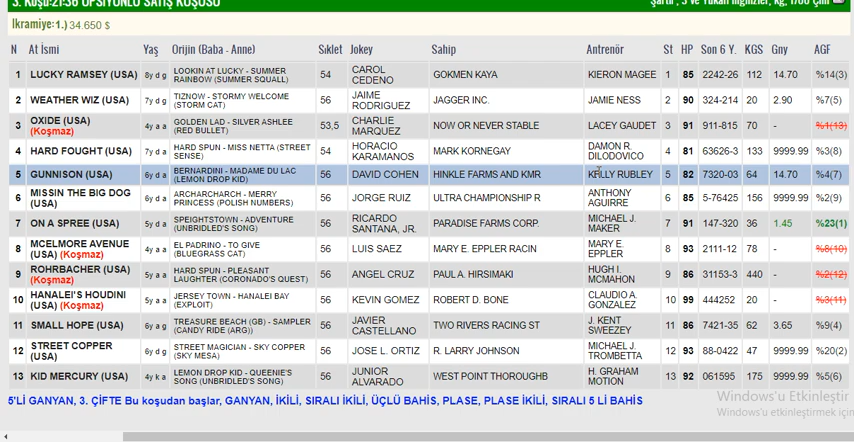 3. Koşu:21:36 OPSİYONLU SATIŞ KOŞUSU
Şartlı , 3 ve Yukarı İngilizler, kg, 1700 Çim
İkramiye:1.) 34.650 $
N At İsmi Yaş Orijin (Baba - Anne) Sıklet Jokey Sahip Antrenör St HP Son 6 Y. KGS Gny AGF
1 LUCKY RAMSEY (USA) 8y d g LOOKIN AT LUCKY - SUMMER RAINBOW (SUMMER SQUALL) 54 CAROL CEDENO GOKMEN KAYA KIERON MAGEE 1 85 2242-26 112 14.70 %14(3)
2 WEATHER WIZ (USA) 7y d g TIZNOW - STORMY WELCOME (STORM CAT) 56 JAIME RODRIGUEZ JAGGER INC. JAMIE NESS 2 90 324-214 20 2.90 %7(5)
3 OXIDE (USA) (Koşmaz) 4y a a GOLDEN LAD - SILVER ASHLEE (RED BULLET) 53,5 CHARLIE MARQUEZ NOW OR NEVER STABLE LACEY GAUDET 3 91 911-815 70 - %1(13)
4 HARD FOUGHT (USA) 7y d a HARD SPUN - MISS NETTA (STREET SENSE) 54 HORACIO KARAMANOS MARK KORNEGAY DAMON R. DILODOVICO 4 81 63626-3 133 9999.99 %3(8)
5 GUNNISON (USA) 6y d a BERNARDINI - MADAME DU LAC (LEMON DROP KID) 56 DAVID COHEN HINKLE FARMS AND KMR KELLY RUBLEY 5 82 7320-03 64 14.70 %4(7)
6 MISSIN THE BIG DOG (USA) 6y d a ARCHARCHARCH - MERRY PRINCESS (POLISH NUMBERS) 56 JORGE RUIZ ULTRA CHAMPIONSHIP R ANTHONY AGUIRRE 6 85 5-76425 156 9999.99 %2(9)
7 ON A SPREE (USA) 5y d a SPEIGHTSTOWN - ADVENTURE (UNBRIDLED'S SONG) 56 RICARDO SANTANA, JR. PARADISE FARMS CORP. MICHAEL J. MAKER 7 91 147-320 36 1.45 %23(1)
8 MCELMORE AVENUE (USA) (Koşmaz) 4y a a EL PADRINO - TO GIVE (BLUEGRASS CAT) 56 LUIS SAEZ MARY E. EPPLER RACIN MARY E. EPPLER 8 93 2111-12 78 - %8(10)
9 ROHRBACHER (USA) (Koşmaz) 5y a a HARD SPUN - PLEASANT LAUGHTER (CORONADO'S QUEST) 56 ANGEL CRUZ PAUL A. HIRSIMAKI HUGH I. MCMAHON 9 86 31153-3 440 - %2(12)
10 HANALEI'S HOUDINI (USA) (Koşmaz) 5y a a JERSEY TOWN - HANALEI BAY (EXPLOIT) 56 KEVIN GOMEZ ROBERT D. BONE CLAUDIO A. GONZALEZ 10 99 444252 20 - %3(11)
11 SMALL HOPE (USA) 6y a g TREASURE BEACH (GB) - SAMPLER (CANDY RIDE (ARG)) 56 JAVIER CASTELLANO TWO RIVERS RACING ST J. KENT SWEEZEY 11 86 7421-35 62 3.65 %9(4)
12 STREET COPPER (USA) 6y d g STREET MAGICIAN - SKY COPPER (SKY MESA) 56 JOSE L. ORTIZ R. LARRY JOHNSON MICHAEL J. TROMBETTA 12 93 88-0422 47 9999.99 %20(2)
13 KID MERCURY (USA) 4y k a LEMON DROP KID - QUEENIE'S SONG (UNBRIDLED'S SONG) 56 JUNIOR ALVARADO WEST POINT THOROUGHB H. GRAHAM MOTION 13 92 061595 175 9999.99 %5(6)
5'Lİ GANYAN, 3. ÇİFTE Bu koşudan başlar, GANYAN, İKİLİ, SIRALI İKİLİ, ÜÇLÜ BAHİS, PLASE, PLASE İKİLİ, SIRALI 5 Lİ BAHİS
Windows'u Etkinleştir
Windows'u etkinleştirmek için